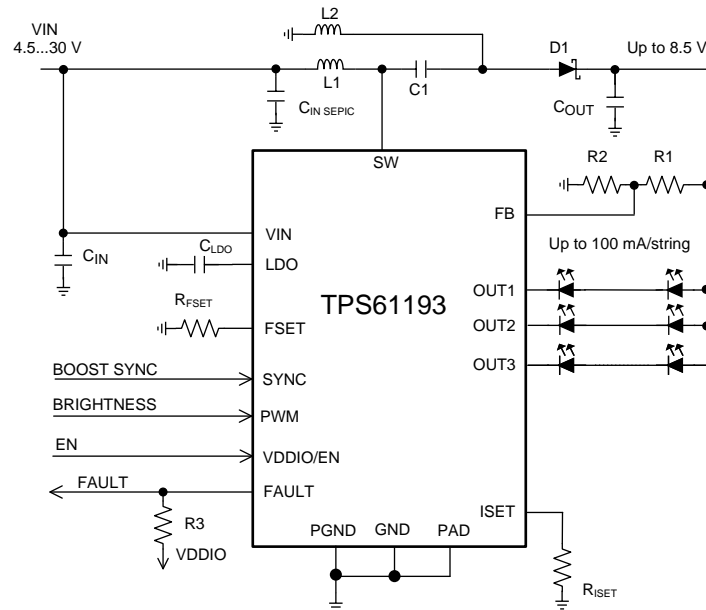 L2
VIN
4.5...30 V
D1
Up to 8.5 V
L1
C1
CIN SEPIC
COUT
SW
R2
R1
FB
VIN
CIN
CLDO
LDO
Up to 100 mA/string
TPS61193
OUT1
RFSET
FSET
OUT2
OUT3
BOOST SYNC
SYNC
BRIGHTNESS
PWM
EN
VDDIO/EN
FAULT
FAULT
ISET
R3
PGND
GND
PAD
VDDIO
RISET